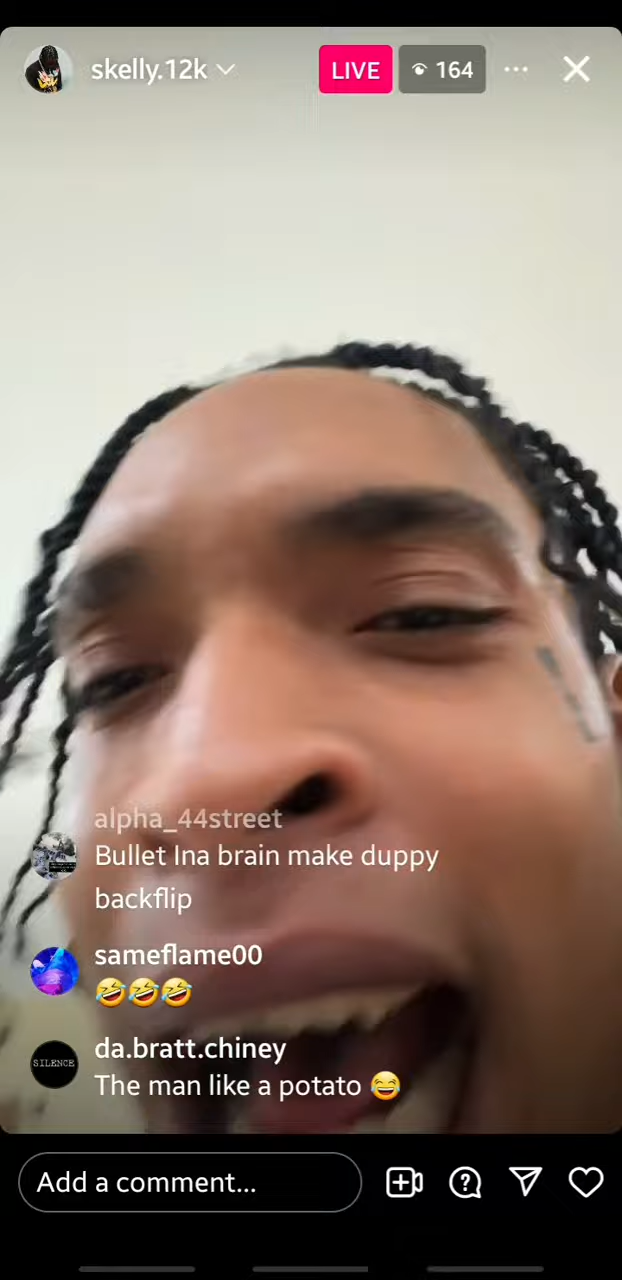 skelly.12k
LIVE
164
alpha_44street
Bullet Ina brain make duppy
backflip
sameflame00
🤣🤣🤣
da.bratt.chiney
SILENCE
The man like a potato 😂
Add a comment...